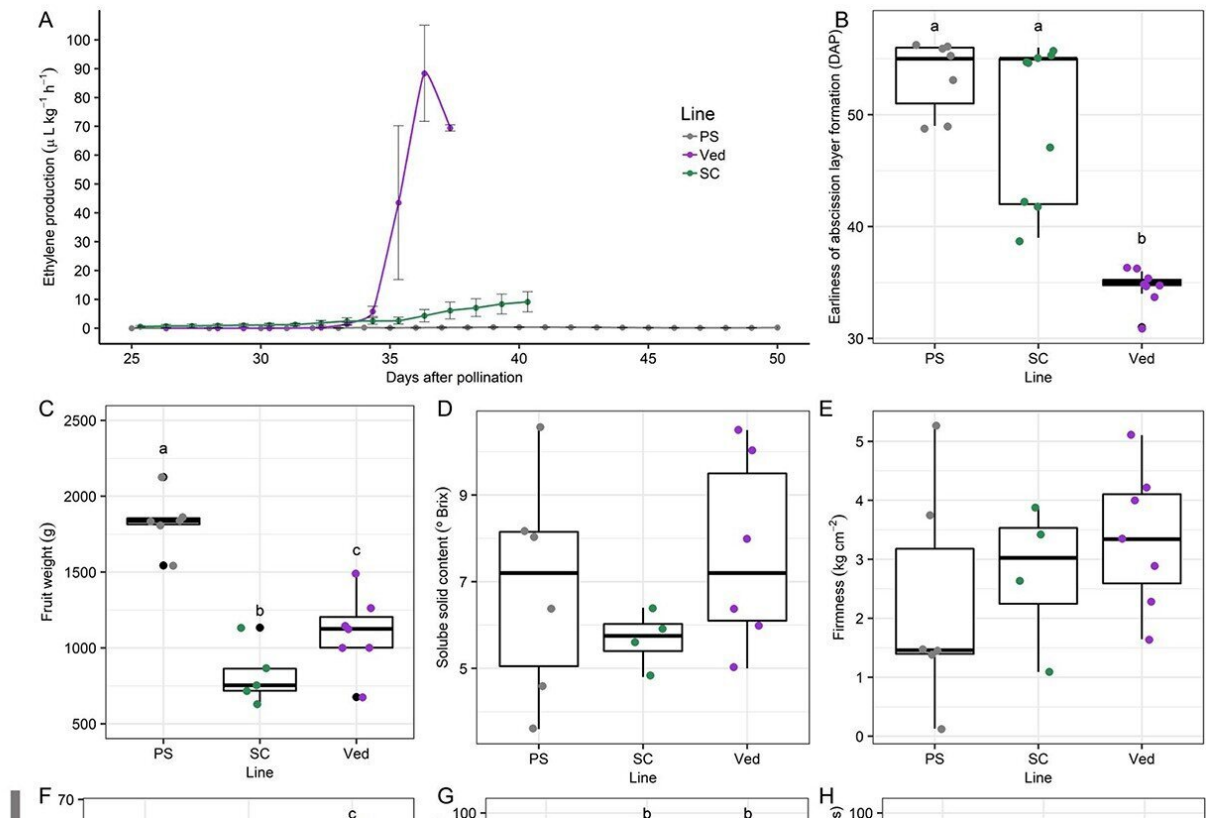 A
Ethylene production (μ L kg⁻¹ h⁻¹)
100
90
80
70
60
50
40
30
20
10
0
25 30 35 40 45 50
Days after pollination
Line
PS
Ved
SC
B
Earliness of abscission layer formation (DAP)
a a
b
50
40
30
PS SC Ved
Line
C
Fruit weight (g)
2500
2000
1500
1000
500
a
b
c
PS SC Ved
Line
D
Solube solid content (º Brix)
9
7
5
PS SC Ved
Line
E
Firmness (kg cm⁻²)
5
4
3
2
1
0
PS SC Ved
Line
F
70
c
G
100
b b
H
100
s)